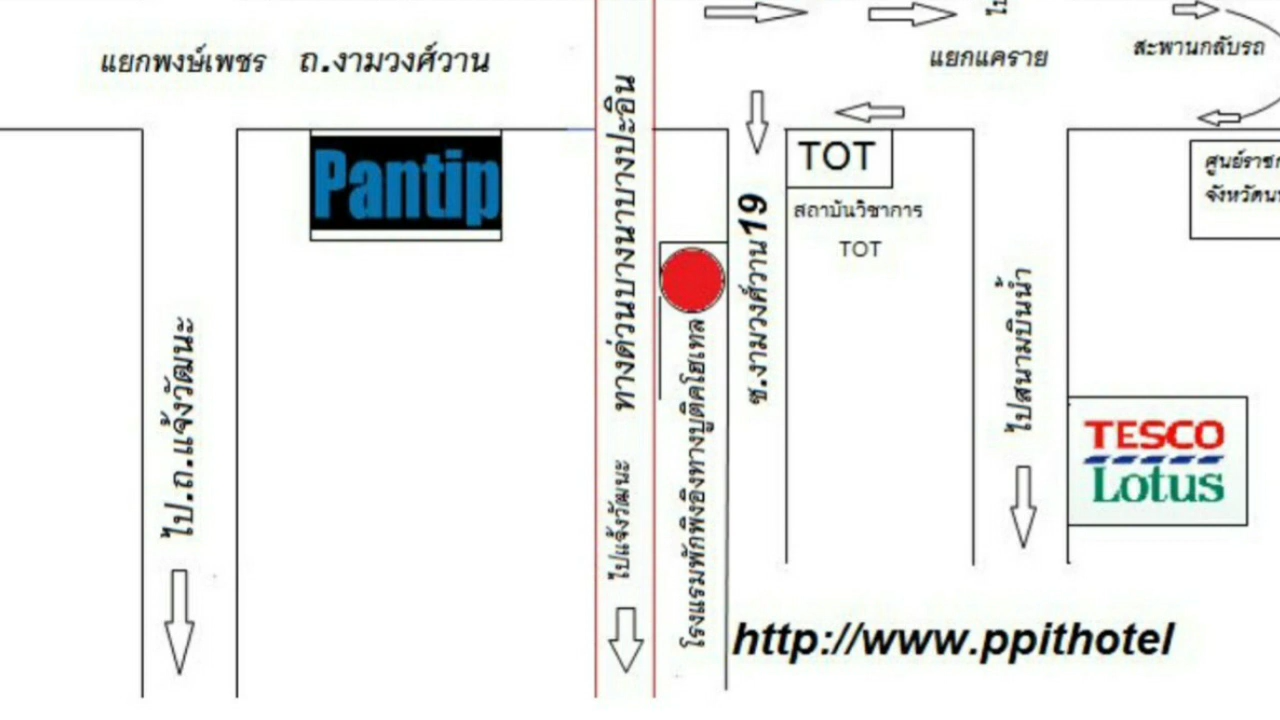 แยกพงษ์เพชร
ถ.งามวงศ์วาน
แยกแคราย
สะพานกลับรถ
Pantip
ทางด่วนบางนาบางปะอิน
ไปแจ้งวัฒนะ
ไป.ถ.แจ้งวัฒนะ
โรงแรมพักพิงอิงทางบูติคโฮเทล
ซ.งามวงศ์วาน19
TOT
สถาบันวิชาการ
TOT
ไปสนามบินน้ำ
TESCO
Lotus
http://www.ppithotel